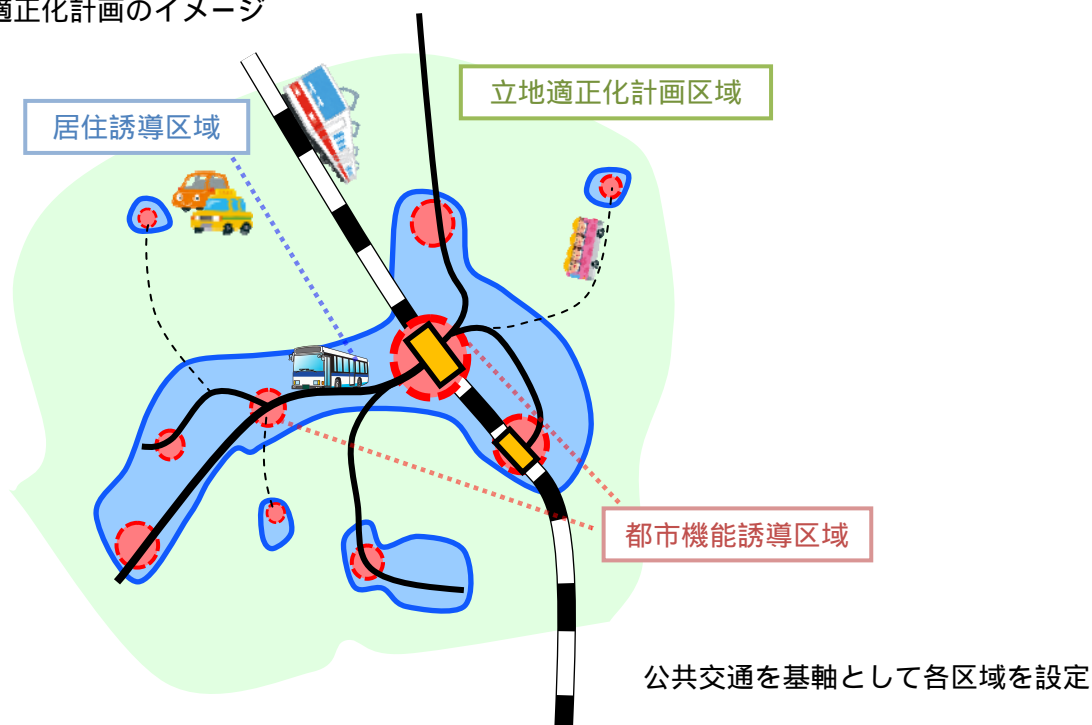 適正化計画のイメージ
立地適正化計画区域
居住誘導区域
都市機能誘導区域
公共交通を基軸として各区域を設定